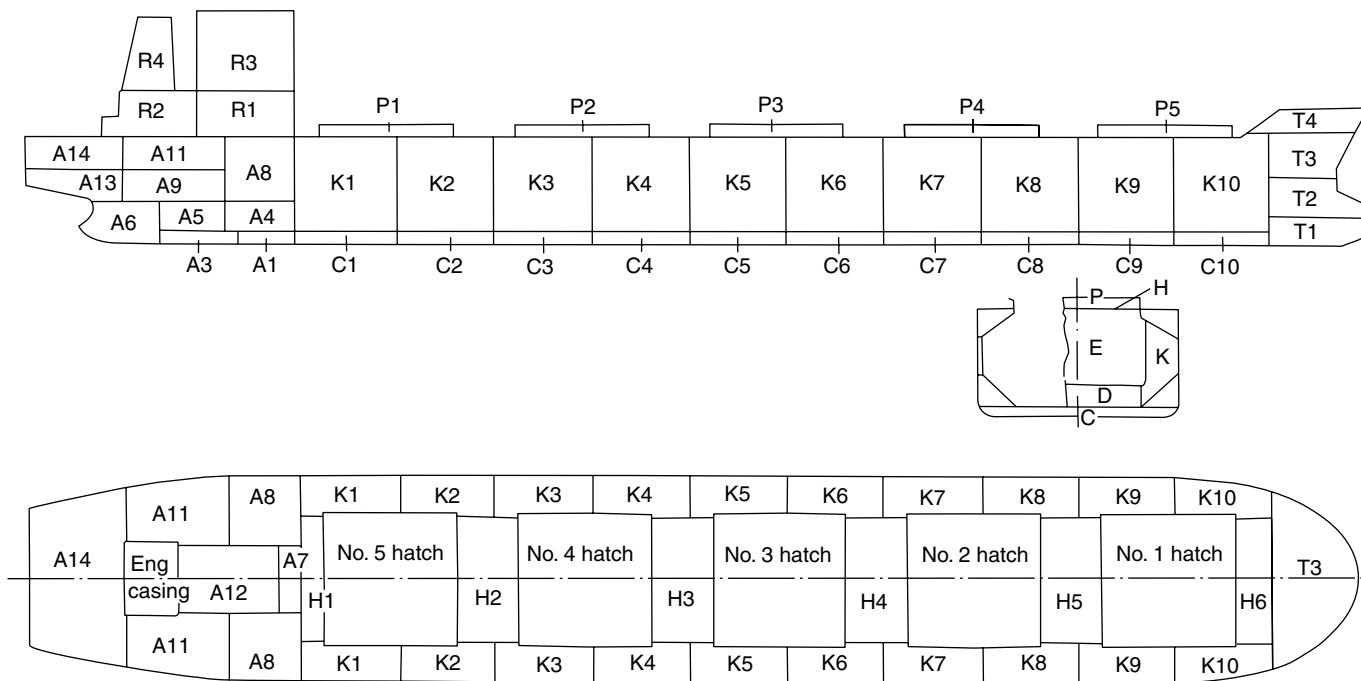 R4 R3
P1 P2 P3 P4 P5
R2 R1
T4
A14 A11
A8 K1 K2 K3 K4 K5 K6 K7 K8 K9 K10 T3
A13 A9
T2
A6 A5 A4
T1
A3 A1 C1 C2 C3 C4 C5 C6 C7 C8 C9 C10
P H
E K
D
C
A8 K1 K2 K3 K4 K5 K6 K7 K8 K9 K10
A11
No. 5 hatch No. 4 hatch No. 3 hatch No. 2 hatch No. 1 hatch
A14 Eng A7 T3
casing A12 H1 H2 H3 H4 H5 H6
A11 A8 K1 K2 K3 K4 K5 K6 K7 K8 K9 K10